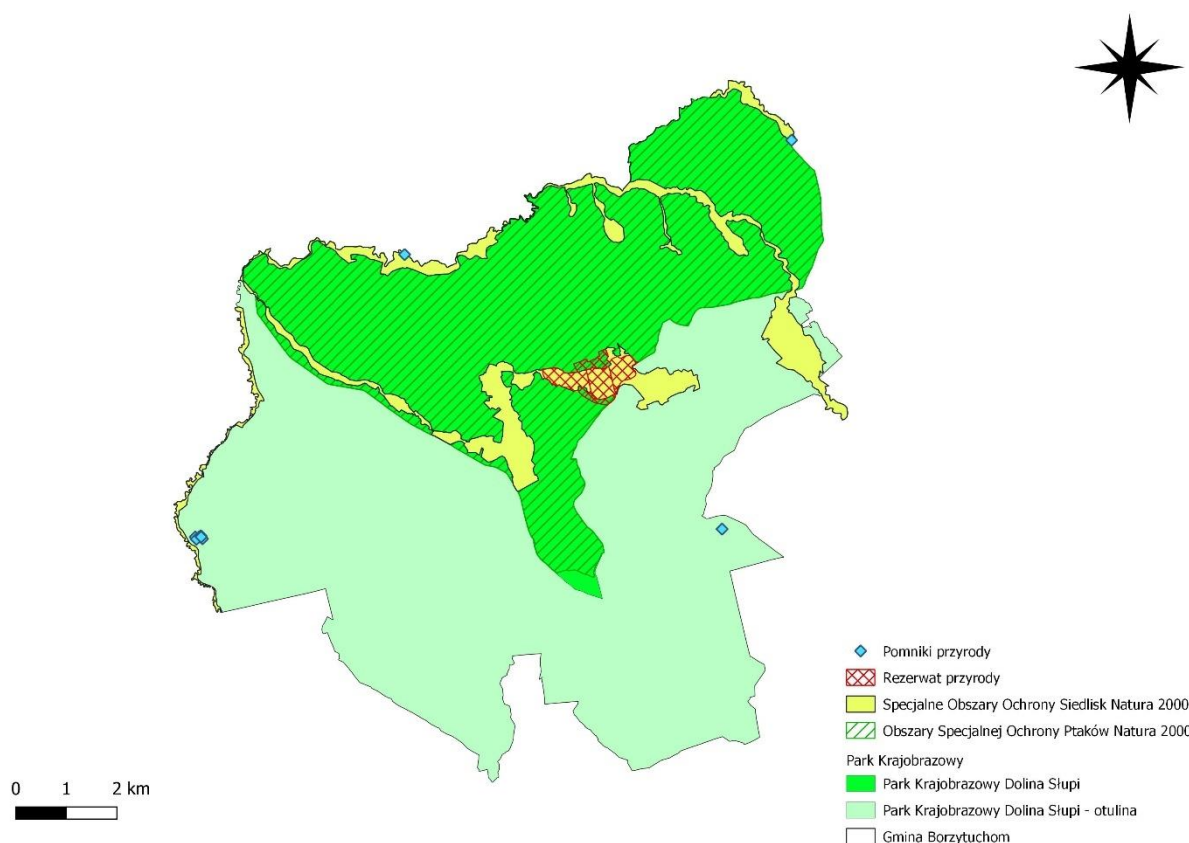 Pomniki przyrody
Rezerwat przyrody
Specjalne Obszary Ochrony Siedlisk Natura 2000
Obszary Specjalnej Ochrony Ptaków Natura 2000
Park Krajobrazowy
Park Krajobrazowy Dolina Słupi
Park Krajobrazowy Dolina Słupi - otulina
Gmina Borzytuchom
0 1 2 km